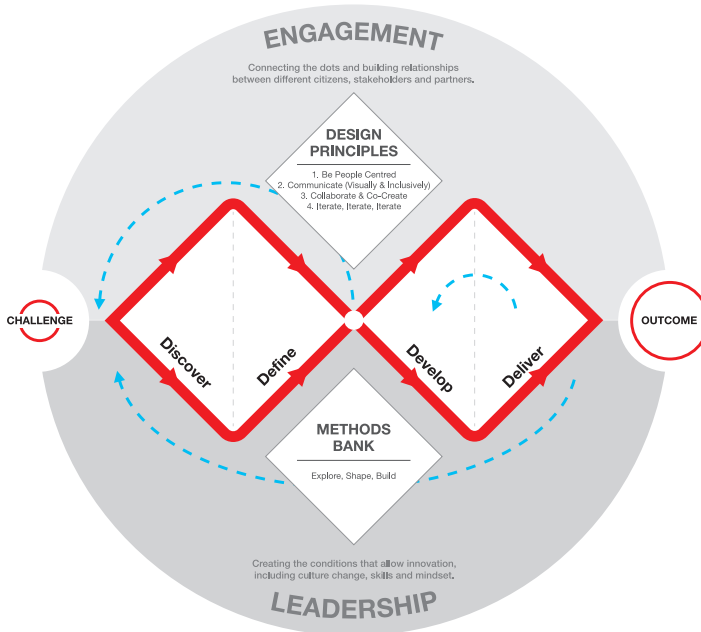 ENGAGEMENT
Connecting the dots and building relationships
between different citizens, stakeholders and partners.
DESIGN
PRINCIPLES
1. Be People Centred
2. Communicate (Visually & Inclusively)
3. Collaborate & Co-Create
4. Iterate, Iterate, Iterate
CHALLENGE
OUTCOME
Discover
Define
Develop
Deliver
METHODS
BANK
Explore, Shape, Build
Creating the conditions that allow innovation,
including culture change, skills and mindset.
LEADERSHIP